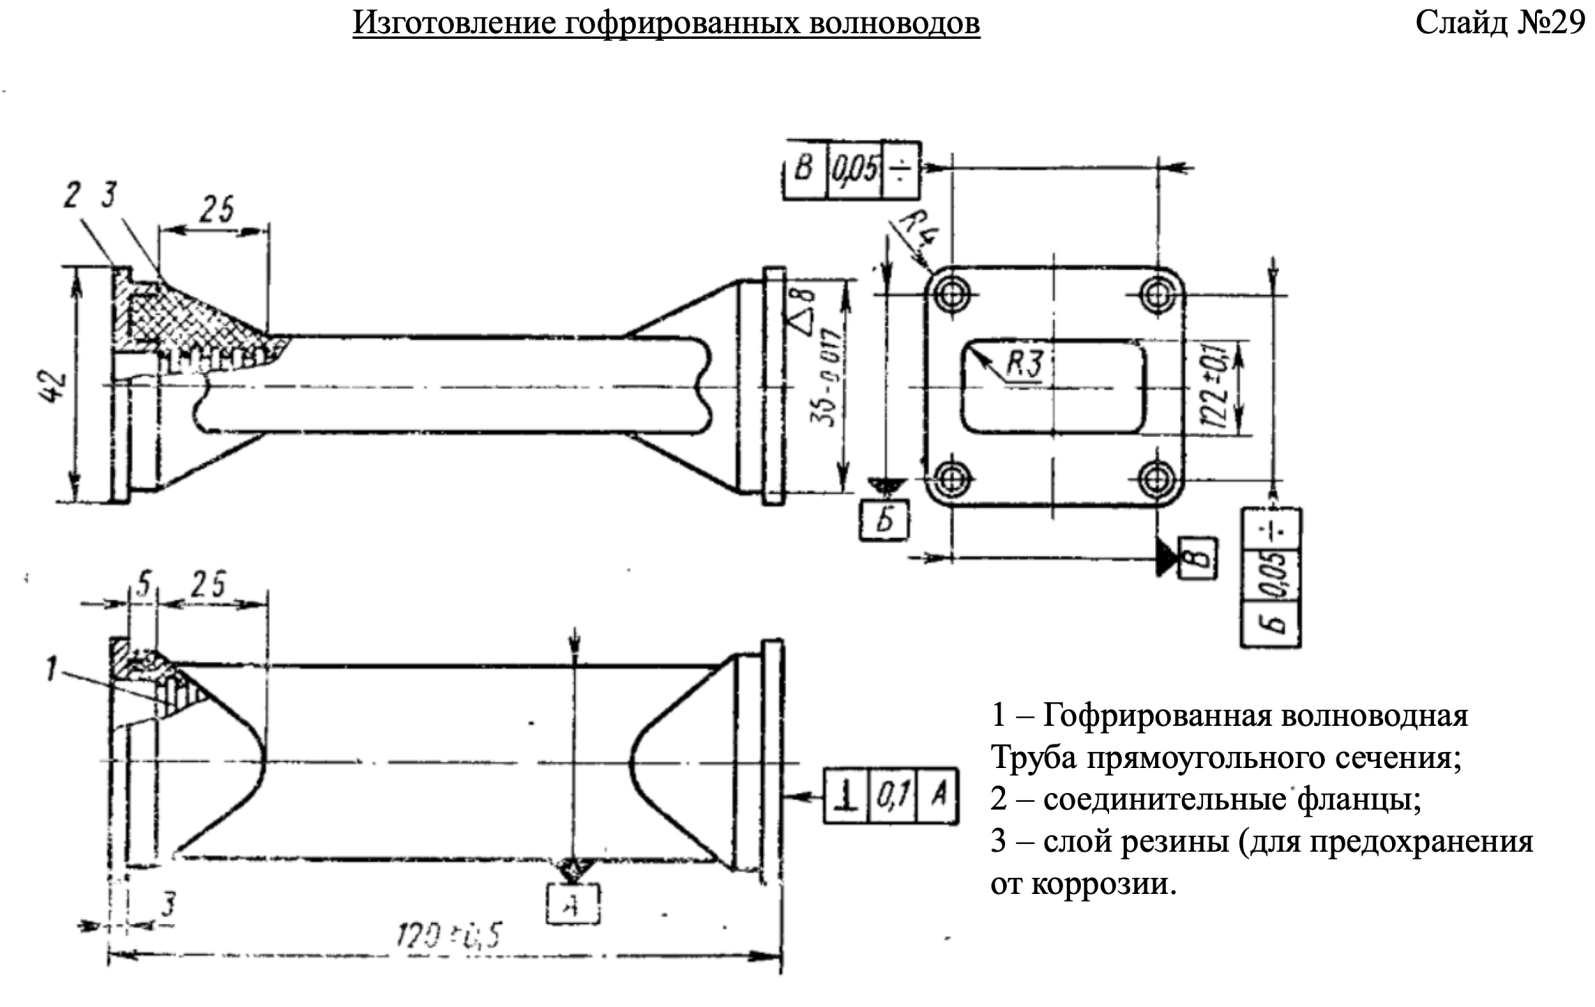 Изготовление гофрированных волноводов
Слайд №29
В 0,05 ÷
2 3
25
R4
8
42
35-0,017
R3
122±0,1
Б
В
Б 0,05 ÷
5 25
1
⊥ 0,1 А
А
3
120±0,5
1 – Гофрированная волноводная
Труба прямоугольного сечения;
2 – соединительные фланцы;
3 – слой резины (для предохранения
от коррозии.